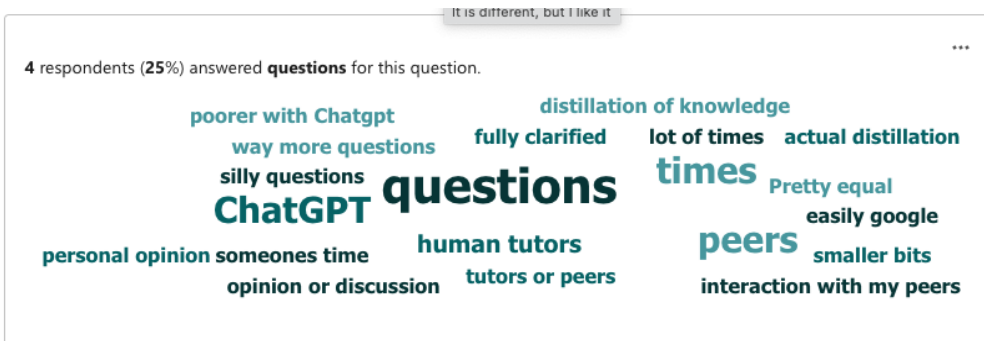 It is different, but I like it
4 respondents (25%) answered questions for this question.
distillation of knowledge
poorer with Chatgpt
fully clarified lot of times actual distillation
way more questions
times
silly questions questions Pretty equal
ChatGPT easily google
peers
human tutors
personal opinion someones time smaller bits
tutors or peers
opinion or discussion interaction with my peers